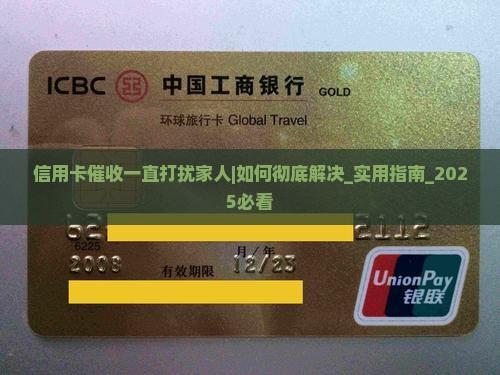 ICBC 中国工商银行 GOLD
环球旅行卡 Global Travel
信用卡催收一直打扰家人|如何彻底解决_实用指南_202
5必看
62 2112
6225
月/年
2008 有效期限 12/23
UnionPay
银联